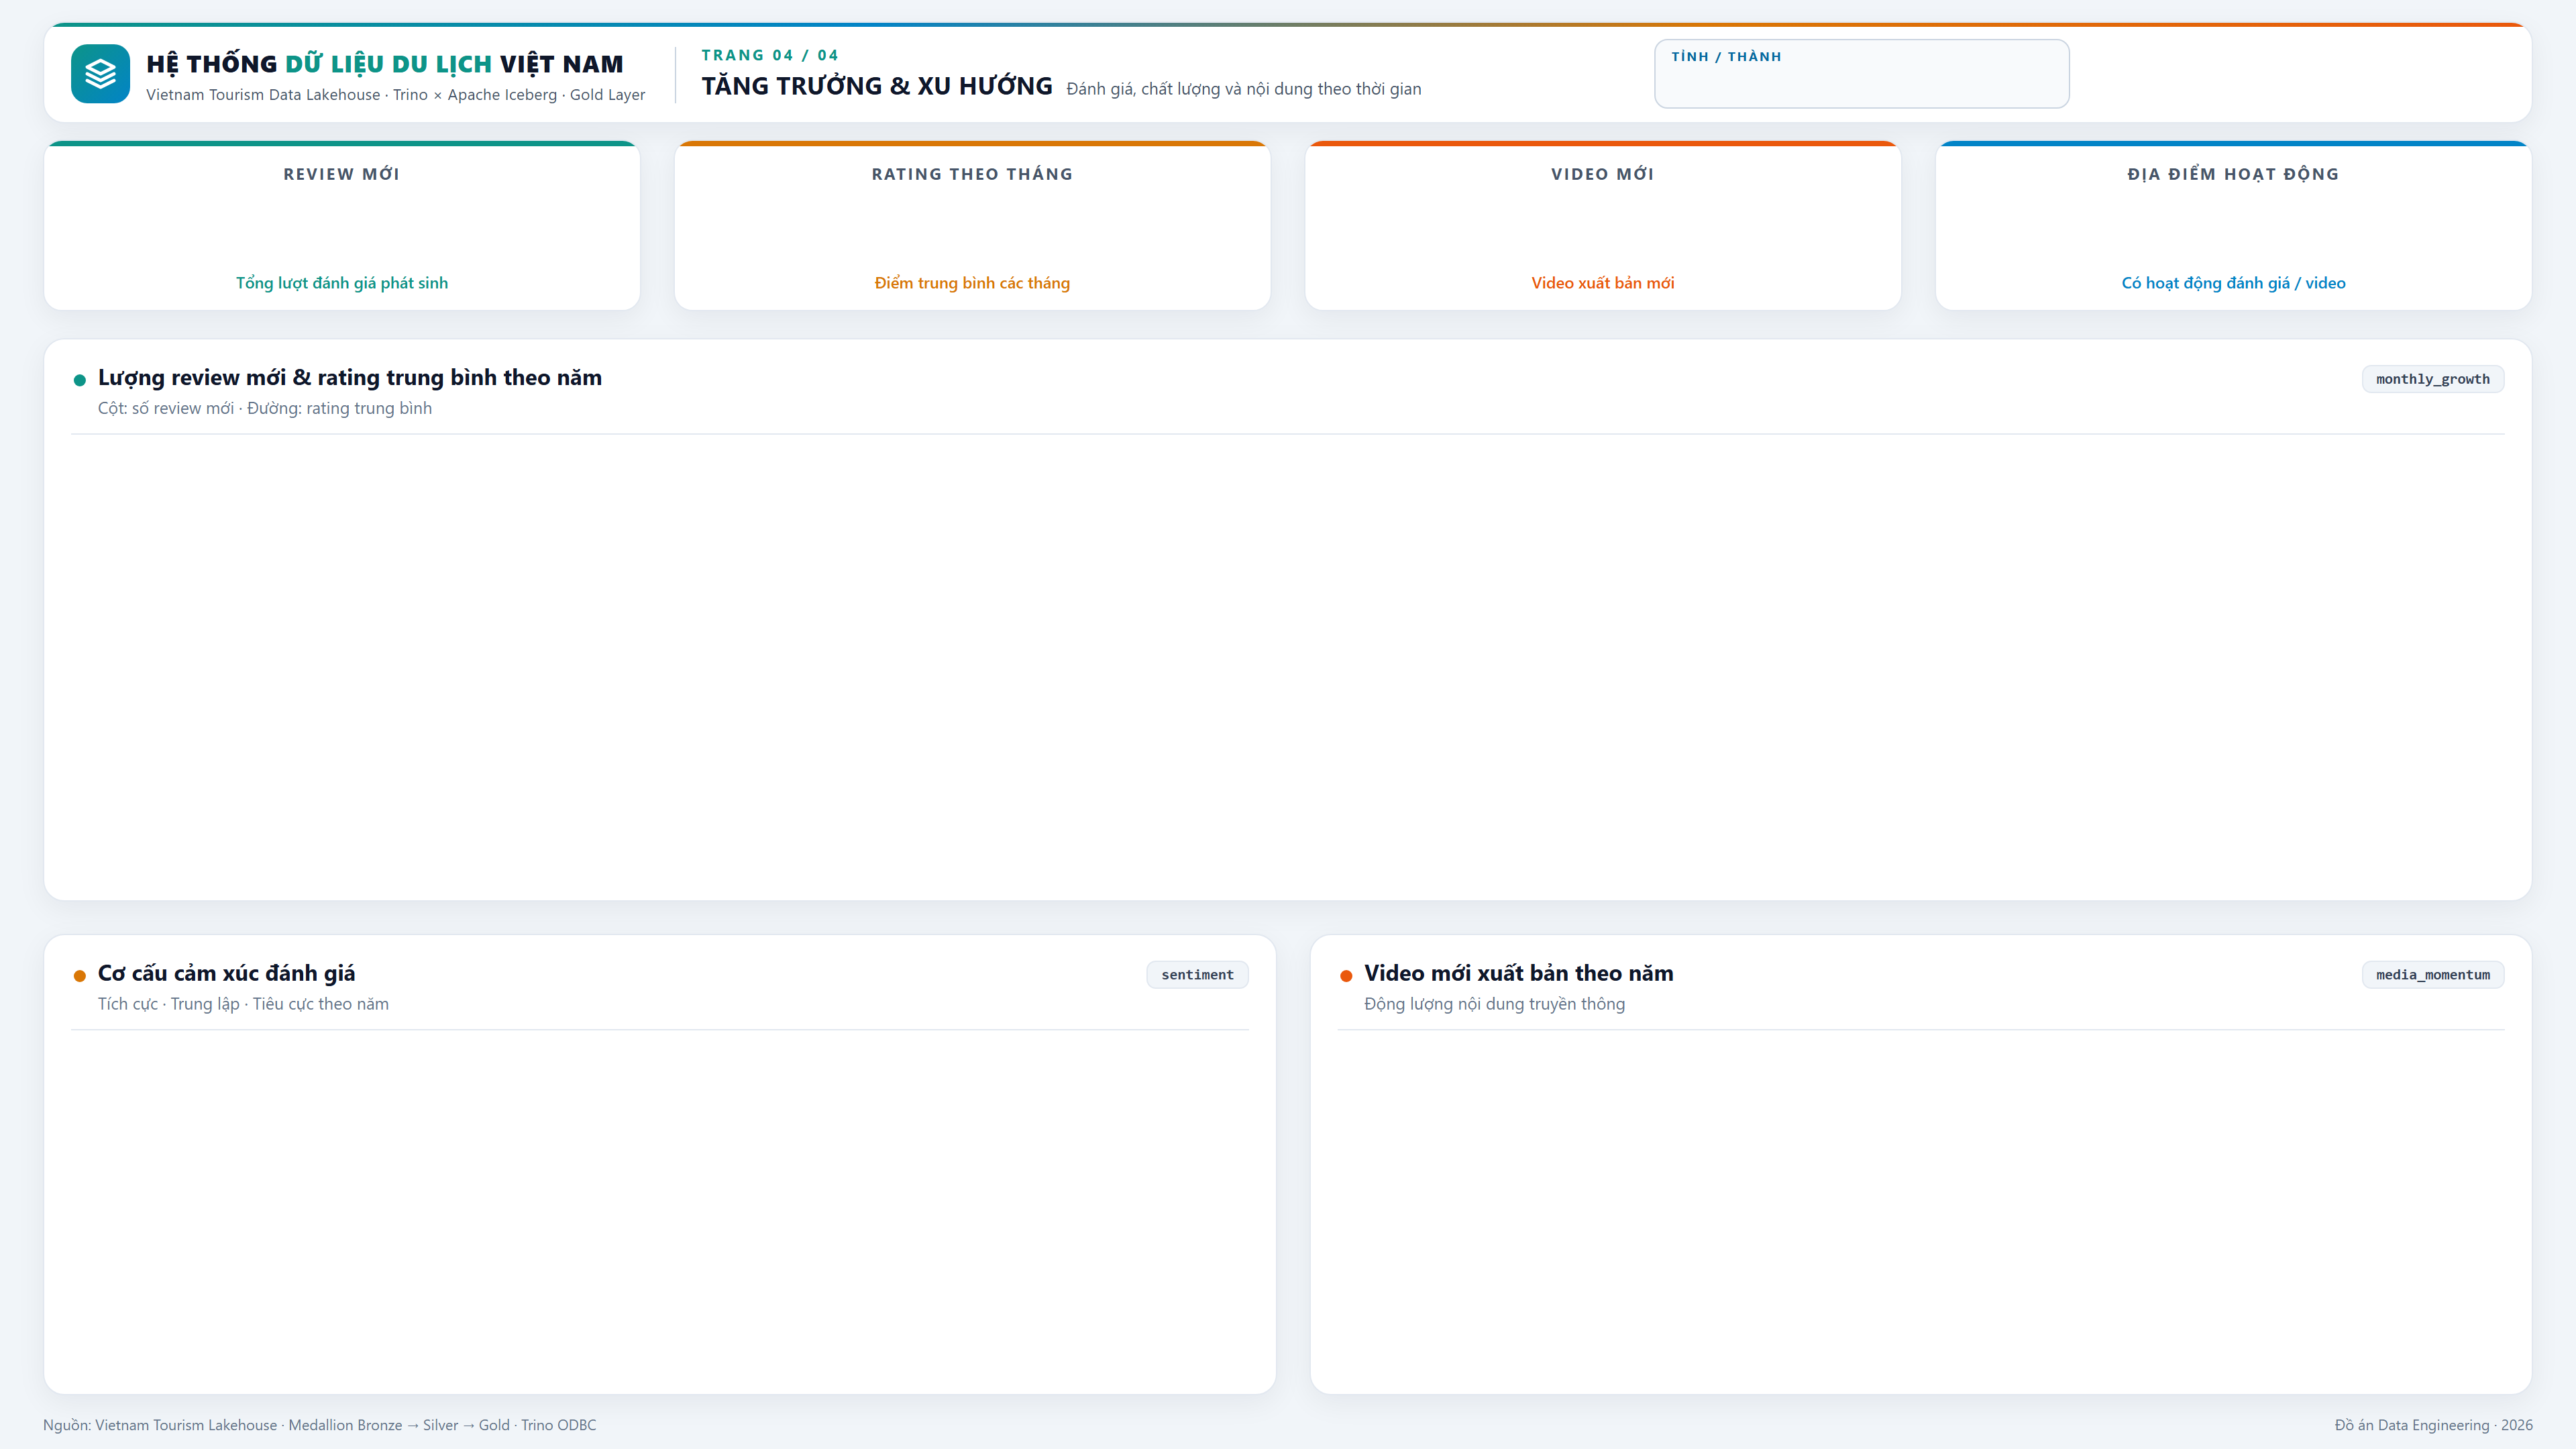 HỆ THỐNG DỮ LIỆU DU LỊCH VIỆT NAM
Vietnam Tourism Data Lakehouse · Trino × Apache Iceberg · Gold Layer
TRANG 04 / 04
TĂNG TRƯỞNG & XU HƯỚNG Đánh giá, chất lượng và nội dung theo thời gian
TỈNH / THÀNH
REVIEW MỚI
Tổng lượt đánh giá phát sinh
RATING THEO THÁNG
Điểm trung bình các tháng
VIDEO MỚI
Video xuất bản mới
ĐỊA ĐIỂM HOẠT ĐỘNG
Có hoạt động đánh giá / video
Lượng review mới & rating trung bình theo năm
monthly_growth
Cột: số review mới · Đường: rating trung bình
Cơ cấu cảm xúc đánh giá
sentiment
Tích cực · Trung lập · Tiêu cực theo năm
Video mới xuất bản theo năm
media_momentum
Động lượng nội dung truyền thông
Nguồn: Vietnam Tourism Lakehouse · Medallion Bronze → Silver → Gold · Trino ODBC
Đồ án Data Engineering · 2026